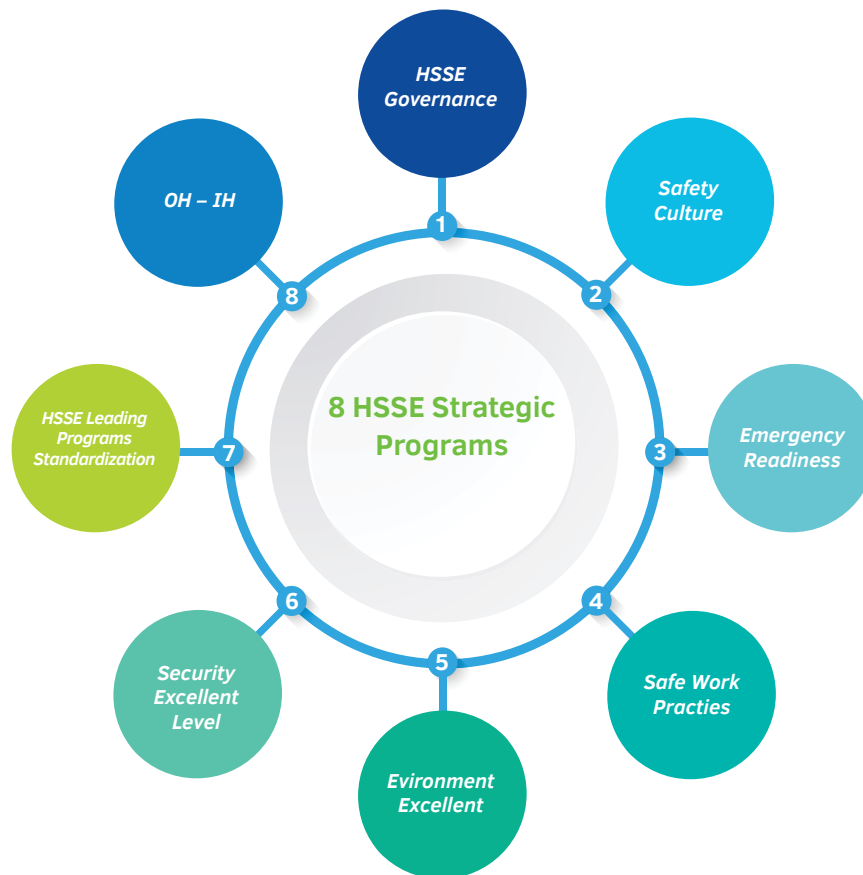 8 HSSE Strategic
Programs
1
HSSE
Governance
2
Safety
Culture
3
Emergency
Readiness
4
Safe Work
Practies
5
Evironment
Excellent
6
Security
Excellent
Level
7
HSSE Leading
Programs
Standardization
8
OH – IH